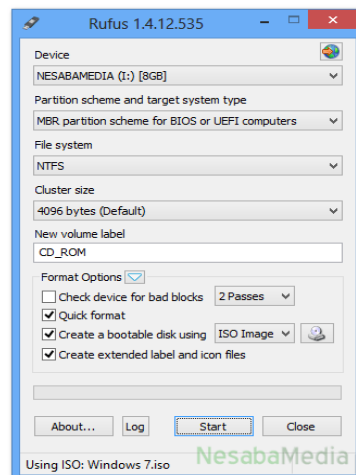 Rufus 1.4.12.535
Device
NESABAMEDIA (I:) [8GB]
Partition scheme and target system type
MBR partition scheme for BIOS or UEFI computers
File system
NTFS
Cluster size
4096 bytes (Default)
New volume label
CD_ROM
Format Options
Check device for bad blocks 2 Passes
Quick format
Create a bootable disk using ISO Image
Create extended label and icon files
About... Log Start Close
NesabaMedia
Using ISO: Windows 7.iso